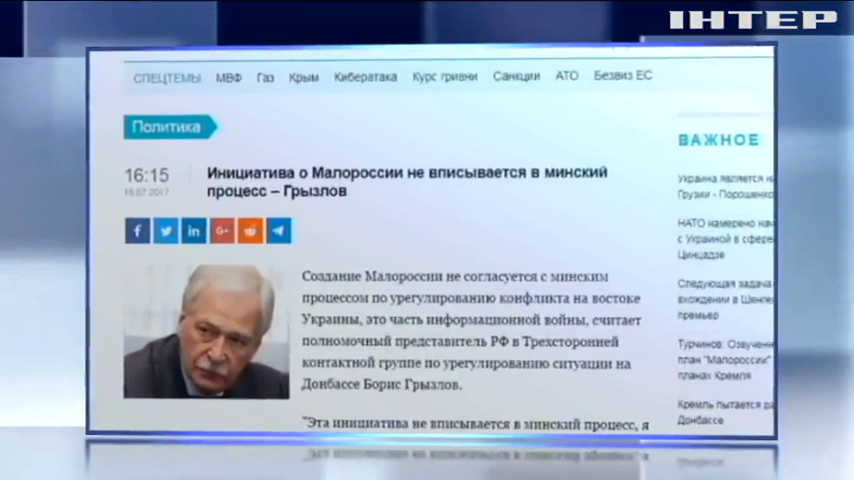 ІНТЕР
СПЕЦТЕМЫ МВФ Газ Крым Кибератака Курс гривни Санкции АТО Безвиз ЕС
Политика
16:15
18.07.2017
Инициатива о Малороссии не вписывается в минский
процесс – Грызлов
Создание Малороссии не согласуется с минским
процессом по урегулированию конфликта на востоке
Украины, это часть информационной войны, считает
полномочный представитель РФ в Трехсторонней
контактной группе по урегулированию ситуации на
Донбассе Борис Грызлов.
"Эта инициатива не вписывается в минский процесс, я
ВАЖНОЕ
Украина является
Грузии - Порошенко
НАТО намерено
с Украиной в сфере
Цинцадзе
Следующая задача
вхождении в
премьер
Турчинов:
план "Малороссии"
планах Кремля
Кремль пытается
Донбассе